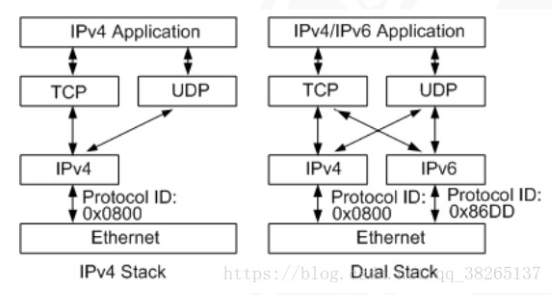 IPv4 Application
TCP
UDP
IPv4
Protocol ID:
0x0800
Ethernet
IPv4 Stack
IPv4/IPv6 Application
TCP
UDP
IPv4
IPv6
Protocol ID:
0x0800
Protocol ID:
0x86DD
Ethernet
Dual Stack
https://blog. qq_38265137